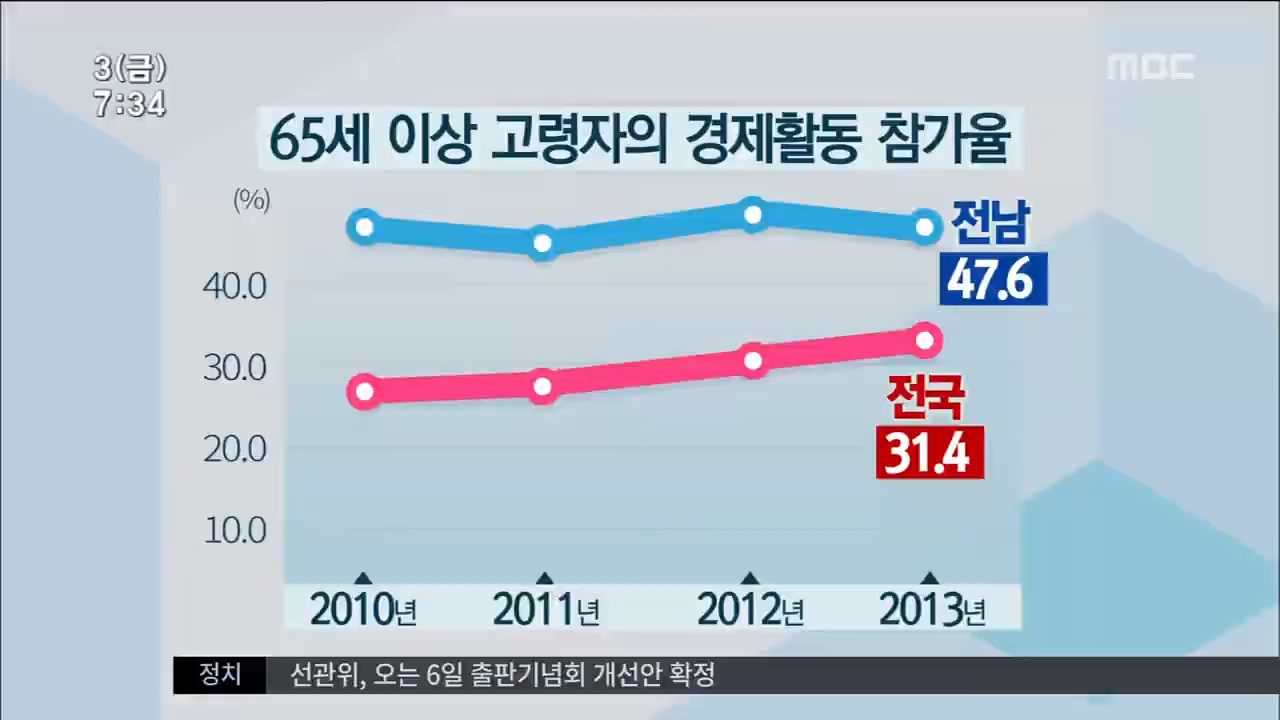 3(금)
7:34
MBC
65세 이상 고령자의 경제활동 참가율
(%)
40.0
30.0
20.0
10.0
전남
47.6
전국
31.4
2010년 2011년 2012년 2013년
정치 선관위, 오는 6일 출판기념회 개선안 확정